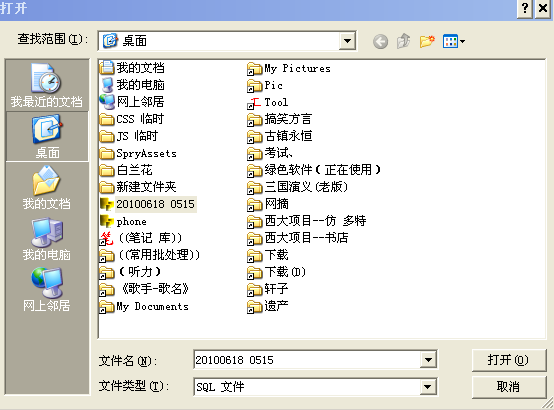 打开
查找范围(I):
桌面
我最近的文档
桌面
我的文档
我的电脑
网上邻居
我的文档
我的电脑
网上邻居
CSS 临时
JS 临时
SpryAssets
白兰花
新建文件夹
20100618 0515
phone
((笔记 库))
((常用批处理))
(听力)
《歌手-歌名》
My Documents
My Pictures
Pic
Tool
搞笑方言
古镇永恒
考试、
绿色软件(正在使用)
三国演义(老版)
网摘
西大项目--仿 多特
西大项目--书店
下载
下载(D)
轩子
遗产
文件名(N):
20100618 0515
打开(O)
文件类型(T):
SQL 文件
取消